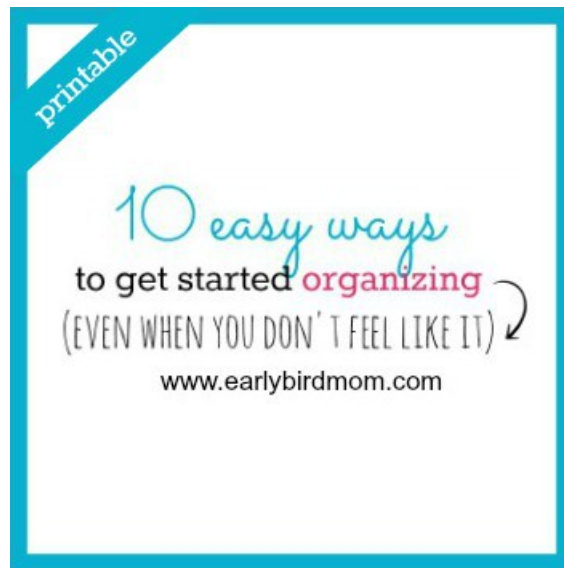 printable
10 easy ways
to get started organizing
(EVEN WHEN YOU DON'T FEEL LIKE IT)
www.earlybirdmom.com